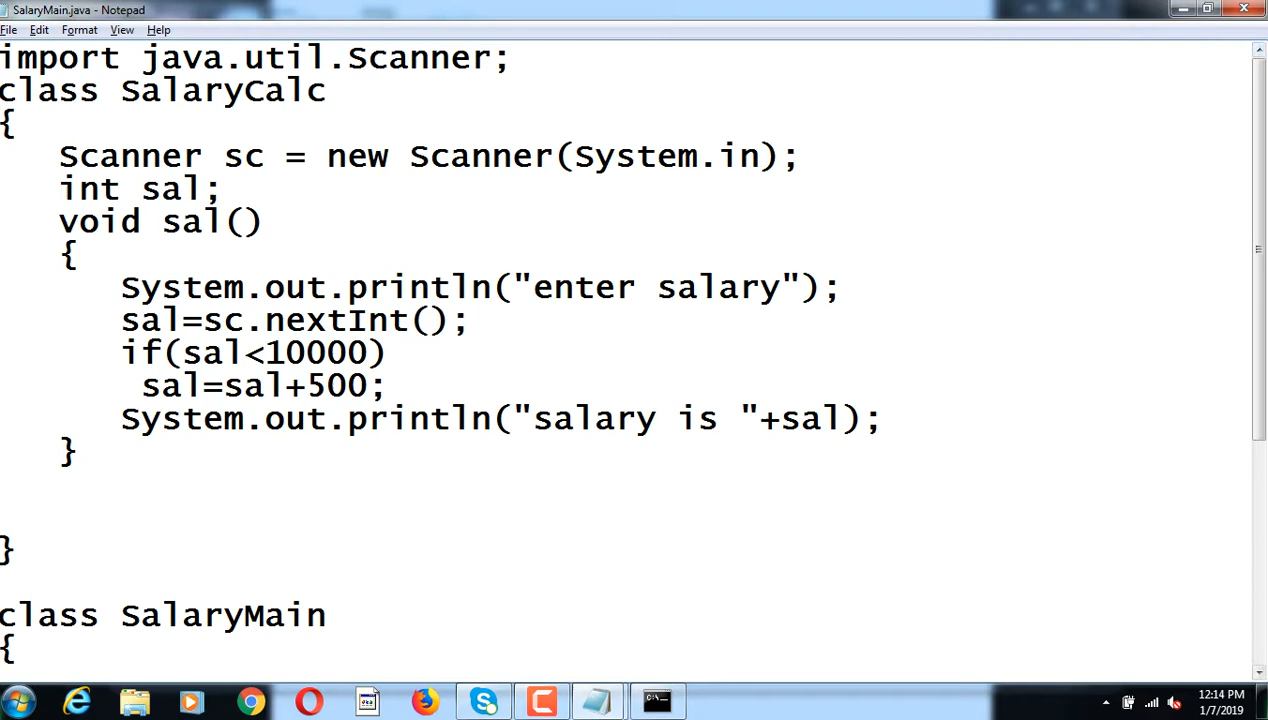 SalaryMain.java - Notepad
File Edit Format View Help
import java.util.Scanner;
class SalaryCalc
{
Scanner sc = new Scanner(System.in);
int sal;
void sal()
{
System.out.println("enter salary");
sal=sc.nextInt();
if(sal<10000)
sal=sal+500;
System.out.println("salary is "+sal);
}
}
class SalaryMain
{
12:14 PM
1/7/2019